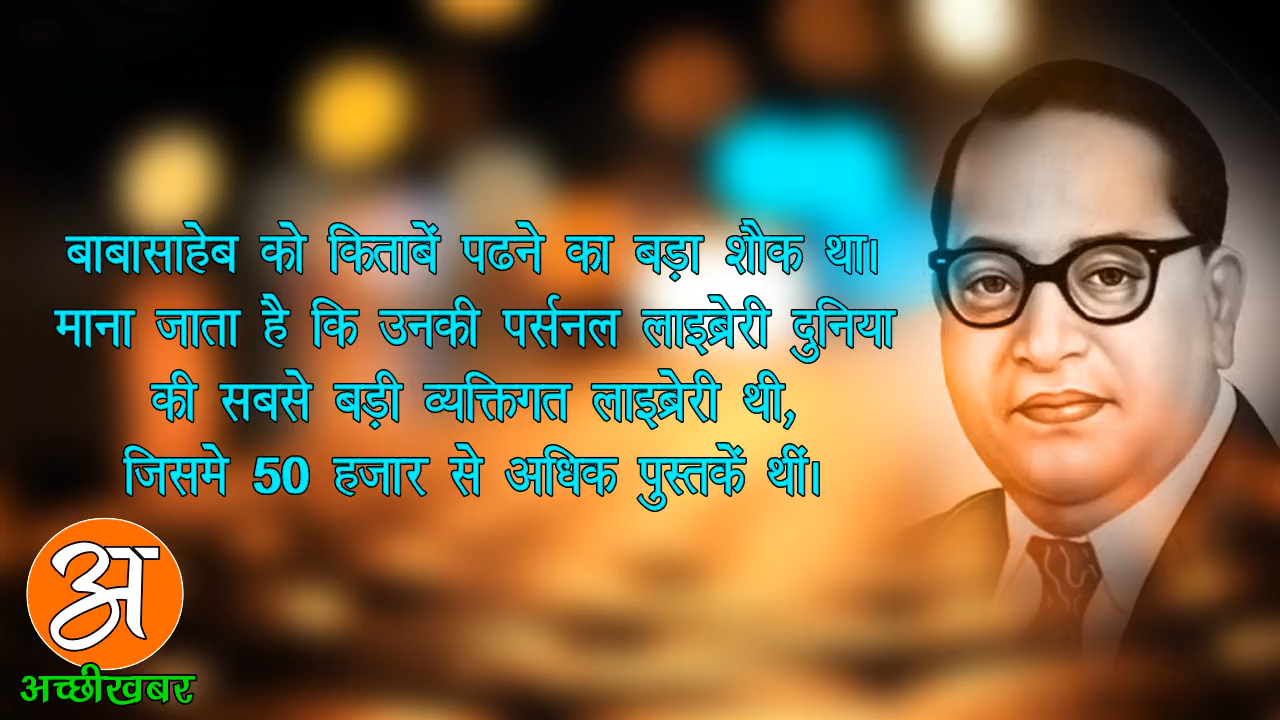 बाबासाहेब को किताबें पढने का बड़ा शौक था।
माना जाता है कि उनकी पर्सनल लाइब्रेरी दुनिया
की सबसे बड़ी व्यक्तिगत लाइब्रेरी थी,
जिसमे 50 हजार से अधिक पुस्तकें थीं।
अ
अच्छीखबर